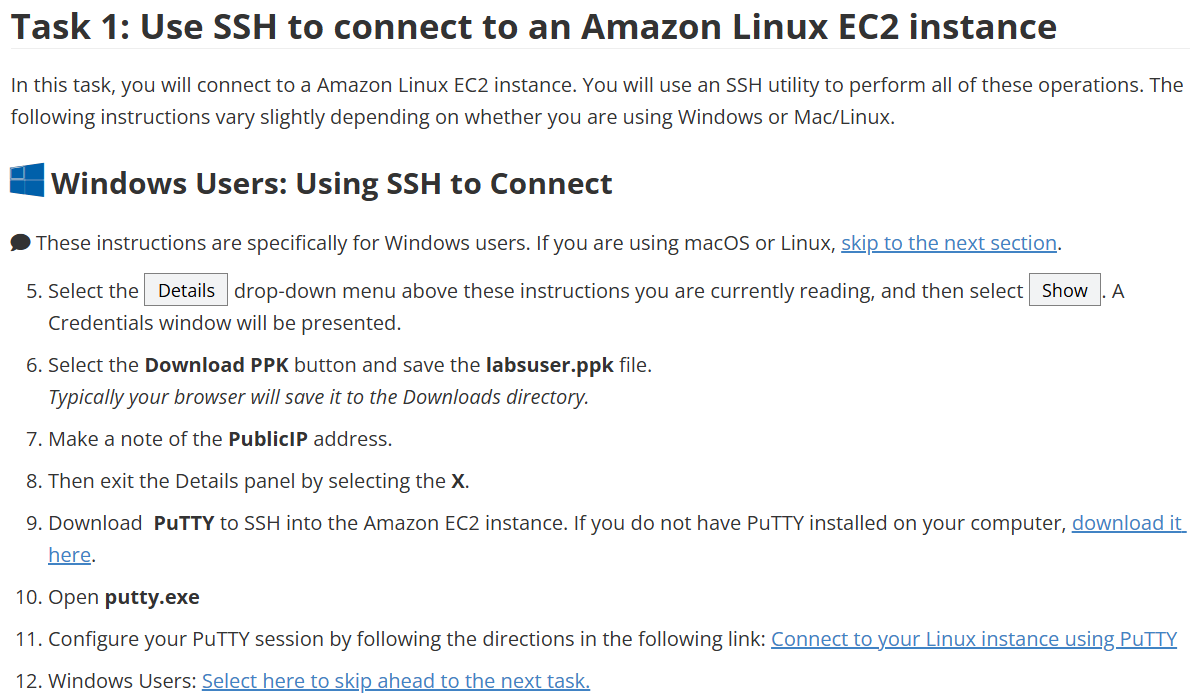 Task 1: Use SSH to connect to an Amazon Linux EC2 instance
In this task, you will connect to a Amazon Linux EC2 instance. You will use an SSH utility to perform all of these operations. The
following instructions vary slightly depending on whether you are using Windows or Mac/Linux.
Windows Users: Using SSH to Connect
These instructions are specifically for Windows users. If you are using macOS or Linux, skip to the next section.
5. Select the Details drop-down menu above these instructions you are currently reading, and then select Show. A
Credentials window will be presented.
6. Select the Download PPK button and save the labsuser.ppk file.
Typically your browser will save it to the Downloads directory.
7. Make a note of the PublicIP address.
8. Then exit the Details panel by selecting the X.
9. Download PuTTY to SSH into the Amazon EC2 instance. If you do not have PuTTY installed on your computer, download it
here.
10. Open putty.exe
11. Configure your PuTTY session by following the directions in the following link: Connect to your Linux instance using PuTTY
12. Windows Users: Select here to skip ahead to the next task.